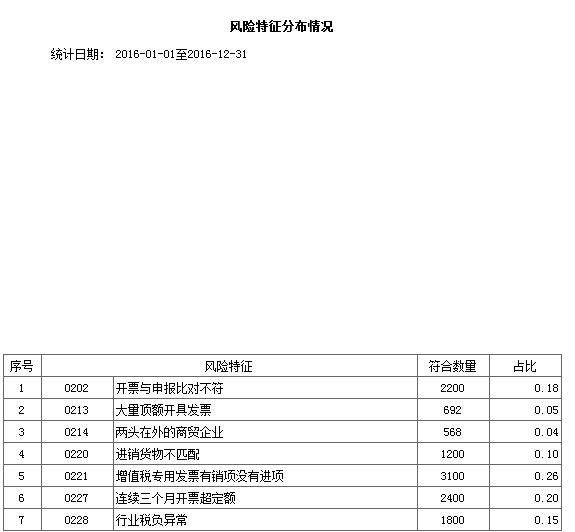 风险特征分布情况
统计日期： 2016-01-01至2016-12-31
序号 风险特征 符合数量 占比
1 0202 开票与申报比对不符 2200 0.18
2 0213 大量顶额开具发票 692 0.05
3 0214 两头在外的商贸企业 568 0.04
4 0220 进销货物不匹配 1200 0.10
5 0221 增值税专用发票有销项没有进项 3100 0.26
6 0227 连续三个月开票超定额 2400 0.20
7 0228 行业税负异常 1800 0.15